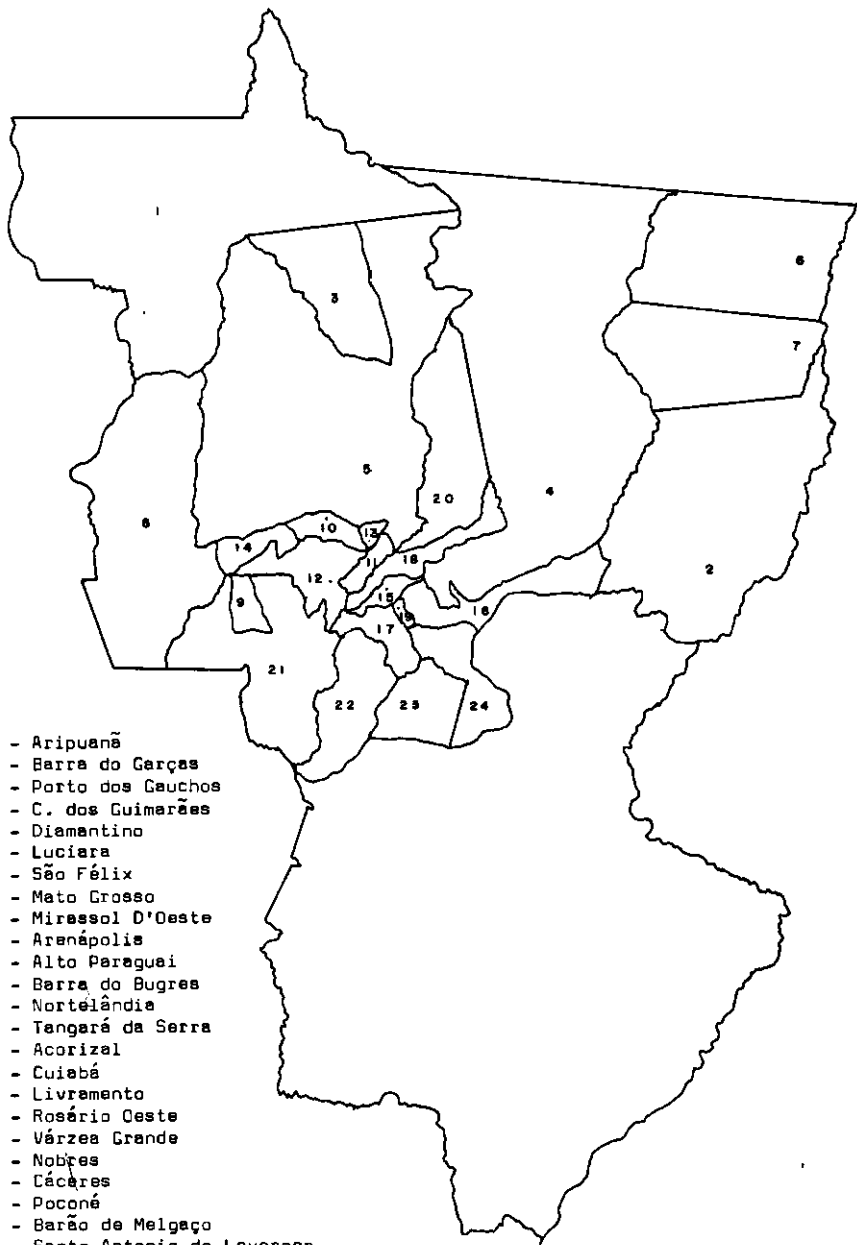 1
6
3
7
5
20
4
8
10
13
14
11
18
2
12
9
15
16
19
17
21
22
23
24
- Aripuanã
- Barra do Garças
- Porto dos Gauchos
- C. dos Guimarães
- Diamantino
- Luciara
- São Félix
- Mato Grosso
- Mirassol D'Oeste
- Arenápolis
- Alto Paraguai
- Barra do Bugres
- Nortelândia
- Tangará da Serra
- Acorizal
- Cuiabá
- Livramento
- Rosário Oeste
- Várzea Grande
- Nobres
- Cáceres
- Poconé
- Barão de Melgaço